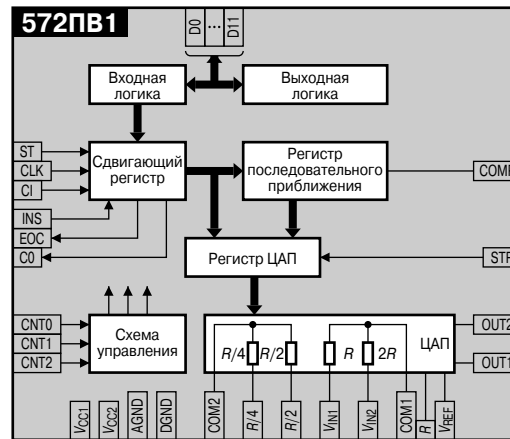 572ПВ1
D0 ... D11
Входная
логика
Выходная
логика
ST
CLK
CI
INS
EOC
C0
Сдвигающий
регистр
Регистр
последовательного
приближения
COMP
Регистр ЦАП
STR
CNT0
CNT1
CNT2
Схема
управления
ЦАП
R/4 R/2 R 2R
OUT2
OUT1
VCC1 VCC2 AGND DGND COM2 R/4 R/2 VIN1 VIN2 COM1 R VREF